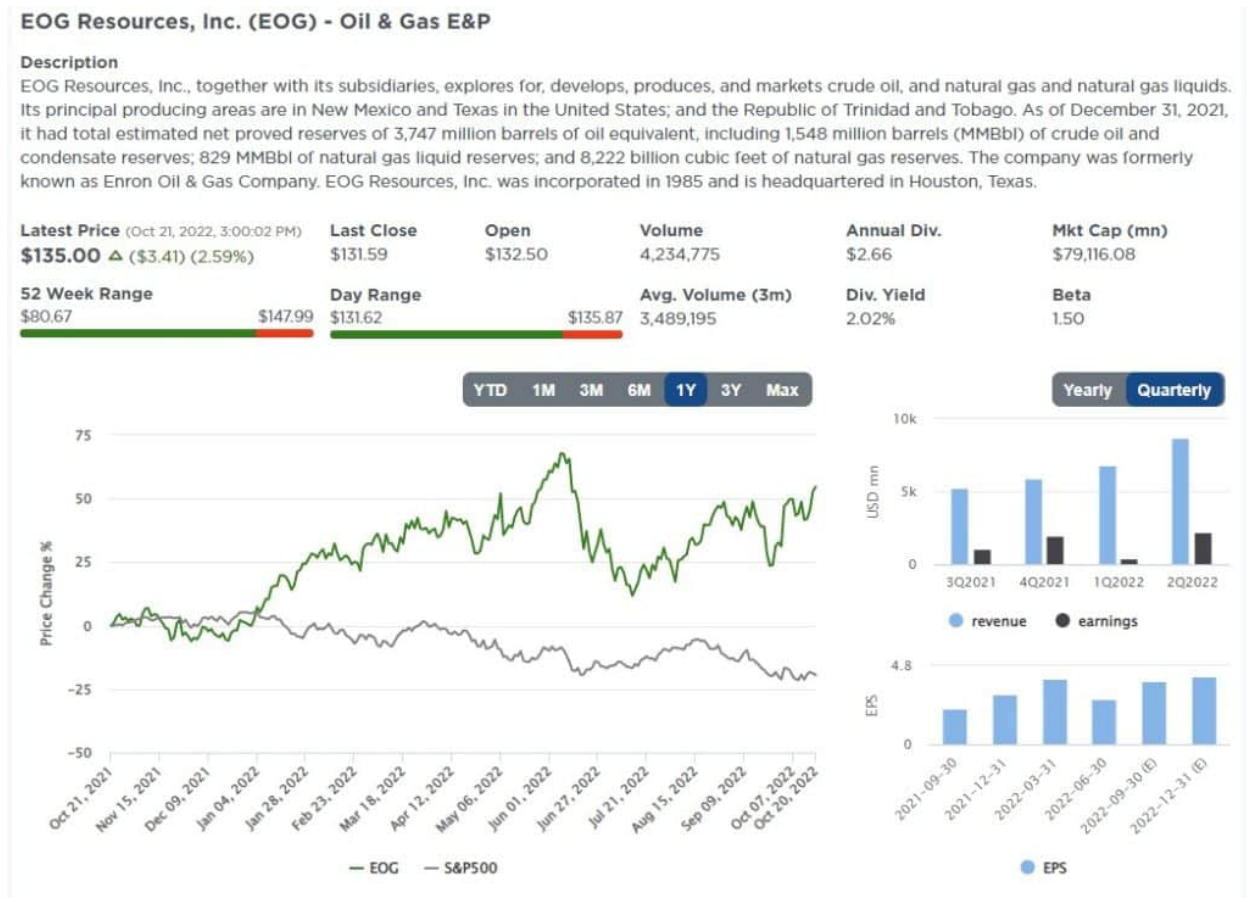 EOG Resources, Inc. (EOG) - Oil & Gas E&P
Description
EOG Resources, Inc., together with its subsidiaries, explores for, develops, produces, and markets crude oil, and natural gas and natural gas liquids.
Its principal producing areas are in New Mexico and Texas in the United States; and the Republic of Trinidad and Tobago. As of December 31, 2021,
it had total estimated net proved reserves of 3,747 million barrels of oil equivalent, including 1,548 million barrels (MMBbl) of crude oil and
condensate reserves; 829 MMBbl of natural gas liquid reserves; and 8,222 billion cubic feet of natural gas reserves. The company was formerly
known as Enron Oil & Gas Company. EOG Resources, Inc. was incorporated in 1985 and is headquartered in Houston, Texas.
Latest Price (Oct 21, 2022, 3:00:02 PM) Last Close Open Volume Annual Div. Mkt Cap (mn)
$135.00 ▲ ($3.41) (2.59%) $131.59 $132.50 4,234,775 $2.66 $79,116.08
52 Week Range Day Range Avg. Volume (3m) Div. Yield Beta
$80.67 $147.99 $131.62 $135.87 3,489,195 2.02% 1.50
YTD 1M 3M 6M 1Y 3Y Max
75
50
25
0
-25
-50
Price Change %
Oct 21, 2021
Nov 15, 2021
Dec 09, 2021
Jan 04, 2022
Jan 28, 2022
Feb 23, 2022
Mar 18, 2022
Apr 12, 2022
May 06, 2022
Jun 01, 2022
Jun 27, 2022
Jul 21, 2022
Aug 15, 2022
Sep 09, 2022
Oct 07, 2022
Oct 20, 2022
EOG S&P500
Yearly Quarterly
10k
5k
0
USD mn
3Q2021 4Q2021 1Q2022 2Q2022
revenue earnings
4.8
0
EPS
2021-09-30
2021-12-31
2022-03-31
2022-06-30
2022-09-30 (E)
2022-12-31 (E)
EPS